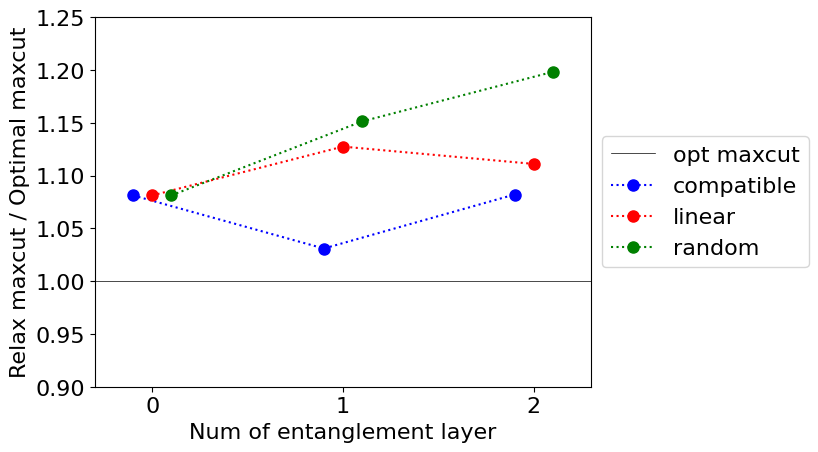 Relax maxcut / Optimal maxcut
1.25
1.20
1.15
1.10
1.05
1.00
0.95
0.90
0 1 2
Num of entanglement layer
opt maxcut
compatible
linear
random